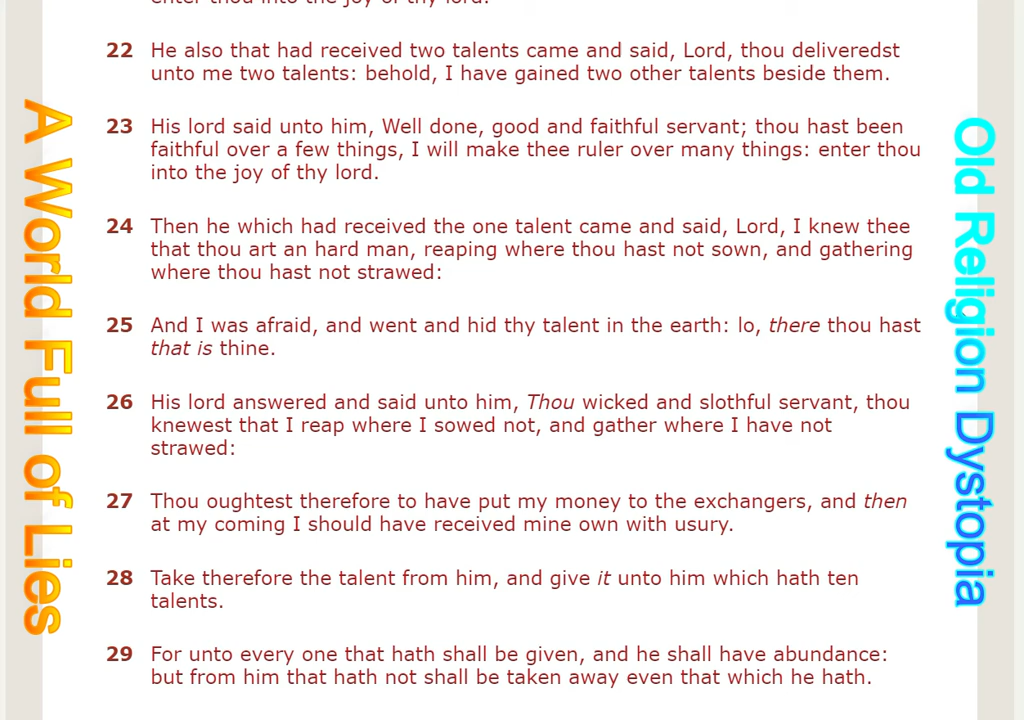 enter thou into the joy of thy lord.
22 He also that had received two talents came and said, Lord, thou deliveredst
unto me two talents: behold, I have gained two other talents beside them.
23 His lord said unto him, Well done, good and faithful servant; thou hast been
faithful over a few things, I will make thee ruler over many things: enter thou
into the joy of thy lord.
24 Then he which had received the one talent came and said, Lord, I knew thee
that thou art an hard man, reaping where thou hast not sown, and gathering
where thou hast not strawed:
25 And I was afraid, and went and hid thy talent in the earth: lo, there thou hast
that is thine.
26 His lord answered and said unto him, Thou wicked and slothful servant, thou
knewest that I reap where I sowed not, and gather where I have not
strawed:
27 Thou oughtest therefore to have put my money to the exchangers, and then
at my coming I should have received mine own with usury.
28 Take therefore the talent from him, and give it unto him which hath ten
talents.
29 For unto every one that hath shall be given, and he shall have abundance:
but from him that hath not shall be taken away even that which he hath.
A World Full of Lies
Old Religion Dystopia